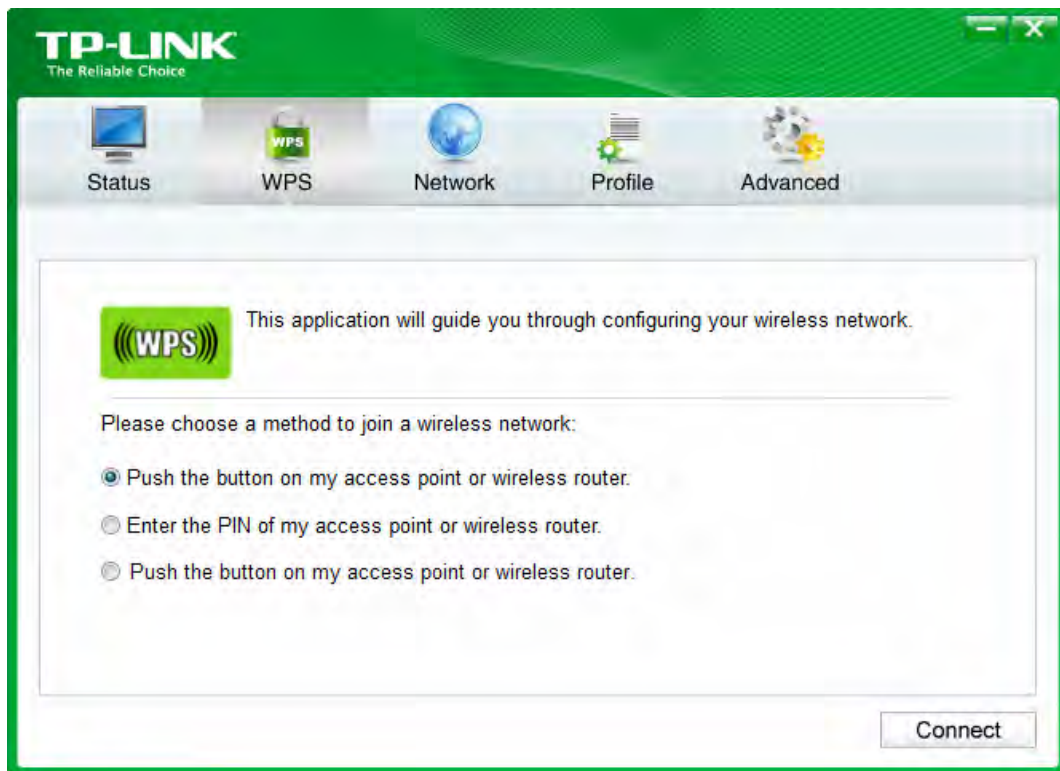 TP-LINK
The Reliable Choice
Status WPS Network Profile Advanced
WPS
(((WPS))) This application will guide you through configuring your wireless network.
Please choose a method to join a wireless network:
Push the button on my access point or wireless router.
Enter the PIN of my access point or wireless router.
Push the button on my access point or wireless router.
Connect